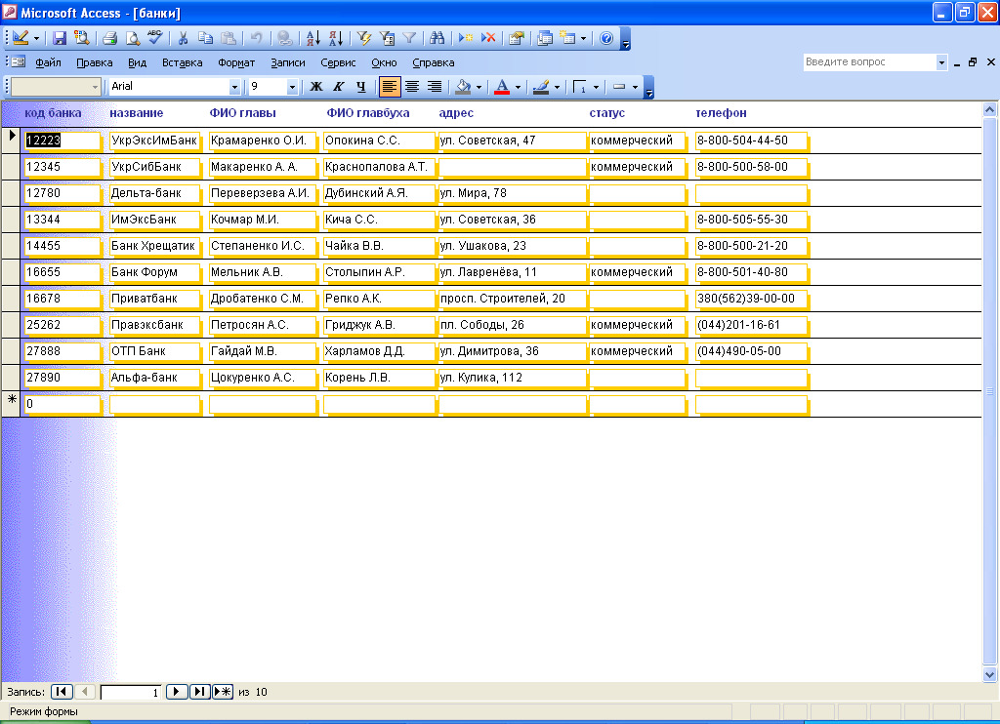 Microsoft Access - [банки]
Файл Правка Вид Вставка Формат Записи Сервис Окно Справка Введите вопрос
Arial 9 Ж К Ч
код банка название ФИО главы ФИО главбуха адрес статус телефон
12223 УкрЭксИмБанк Крамаренко О.И. Опокина С.С. ул. Советская, 47 коммерческий 8-800-504-44-50
12345 УкрСибБанк Макаренко А. А. Краснопалова А.Т. коммерческий 8-800-500-58-00
12780 Дельта-банк Переверзева А.И. Дубинский А.Я. ул. Мира, 78
13344 ИмЭксБанк Кочмар М.И. Кича С.С. ул. Советская, 36 8-800-505-55-30
14455 Банк Хрещатик Степаненко И.С. Чайка В.В. ул. Ушакова, 23 8-800-500-21-20
16655 Банк Форум Мельник А.В. Столыпин А.Р. ул. Лавренёва, 11 коммерческий 8-800-501-40-80
16678 Приватбанк Дробатенко С.М. Репко А.К. просп. Строителей, 20 380(562)39-00-00
25262 Правэксбанк Петросян А.С. Гриджук А.В. пл. Сободы, 26 коммерческий (044)201-16-61
27888 ОТП Банк Гайдай М.В. Харламов Д.Д. ул. Димитрова, 36 коммерческий (044)490-05-00
27890 Альфа-банк Цокуренко А.С. Корень Л.В. ул. Кулика, 112
0
Запись: 1 из 10
Режим формы